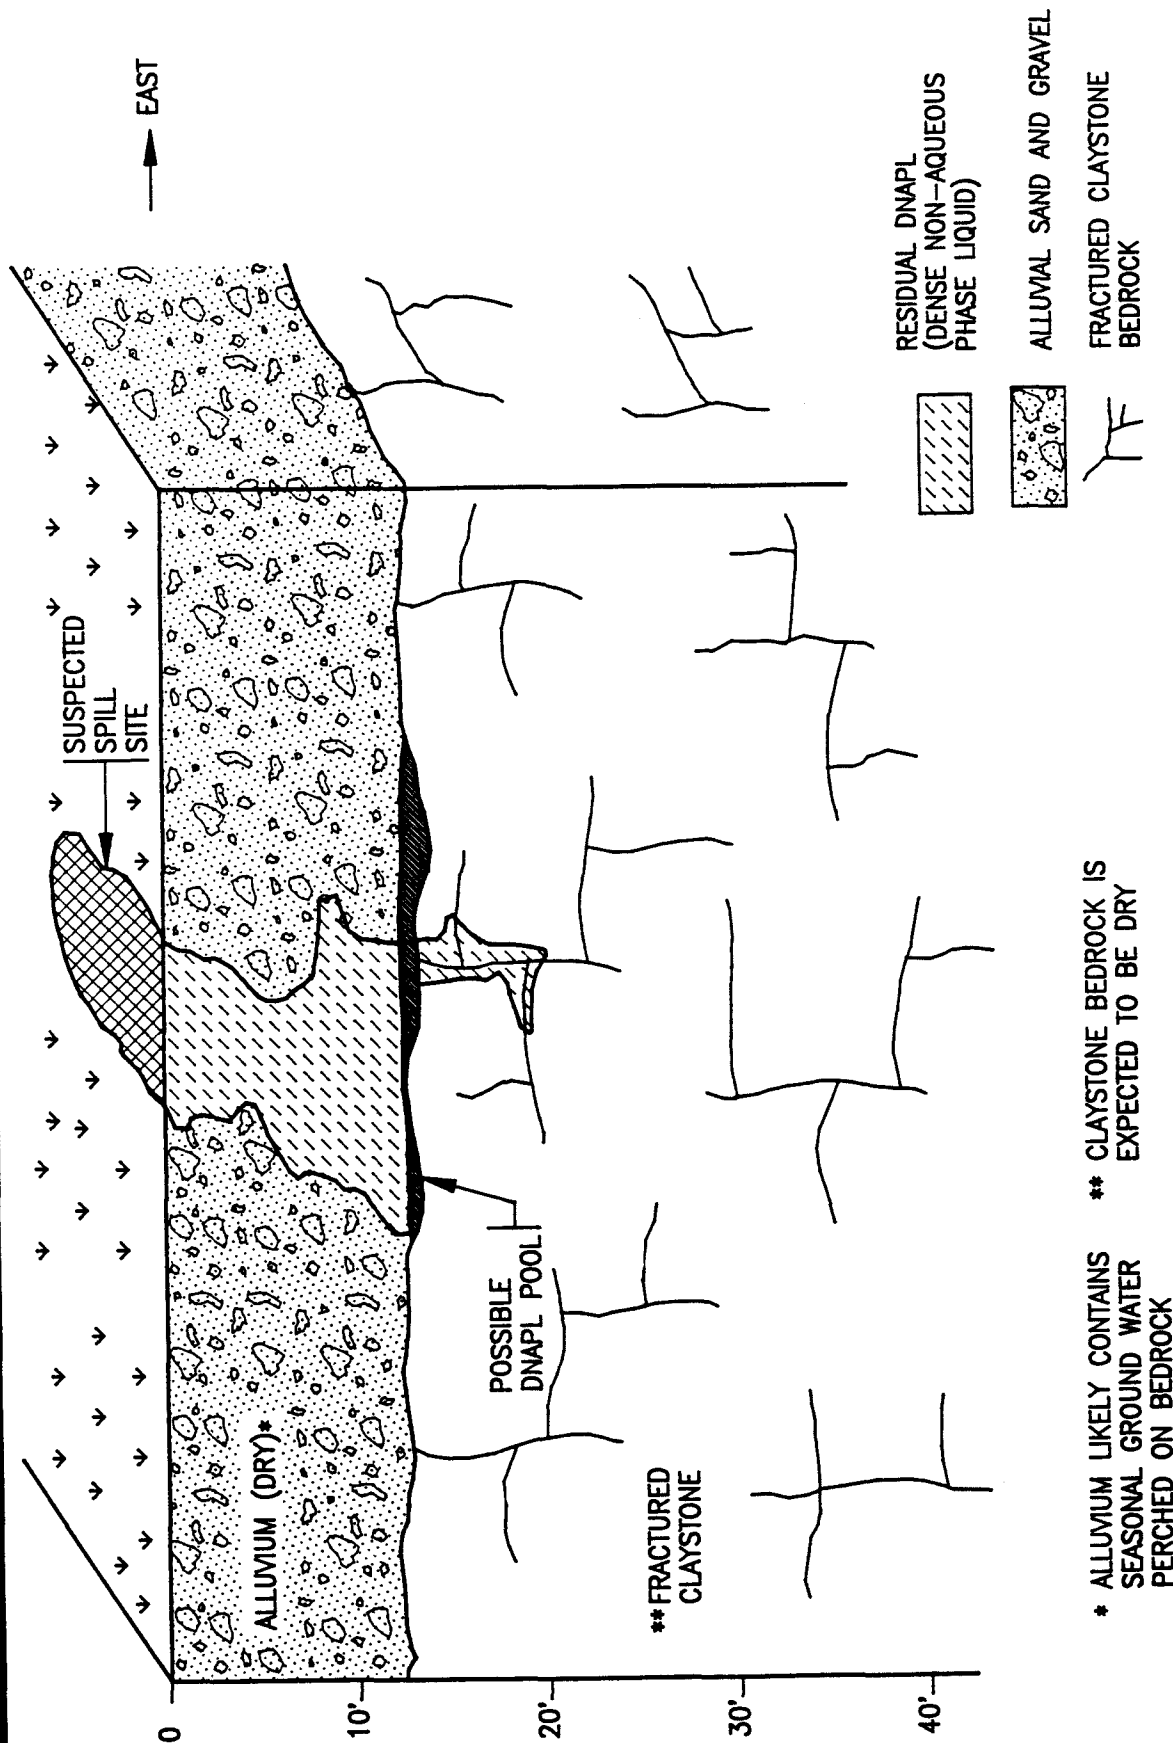 EAST
SUSPECTED
SPILL
SITE
0
10'
20'
30'
40'
ALLUVIUM (DRY)*
POSSIBLE
DNAPL POOL
**FRACTURED
CLAYSTONE
RESIDUAL DNAPL
(DENSE NON-AQUEOUS
PHASE LIQUID)
ALLUVIAL SAND AND GRAVEL
FRACTURED CLAYSTONE
BEDROCK
* ALLUVIUM LIKELY CONTAINS
SEASONAL GROUND WATER
PERCHED ON BEDROCK
** CLAYSTONE BEDROCK IS
EXPECTED TO BE DRY